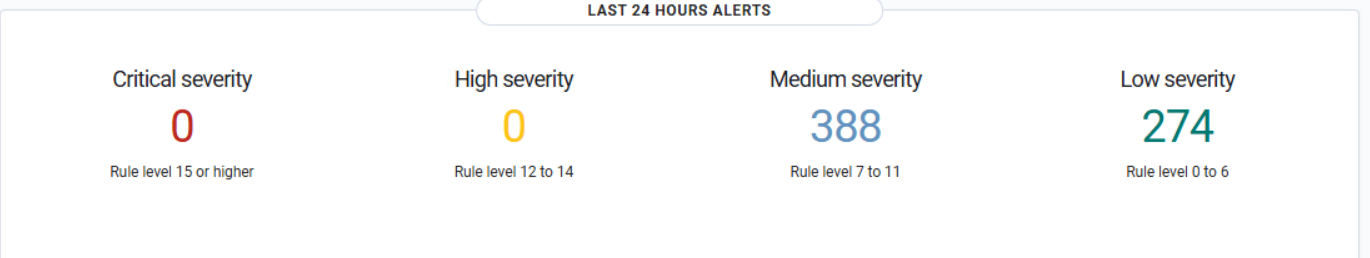 LAST 24 HOURS ALERTS
Critical severity
0
Rule level 15 or higher
High severity
0
Rule level 12 to 14
Medium severity
388
Rule level 7 to 11
Low severity
274
Rule level 0 to 6